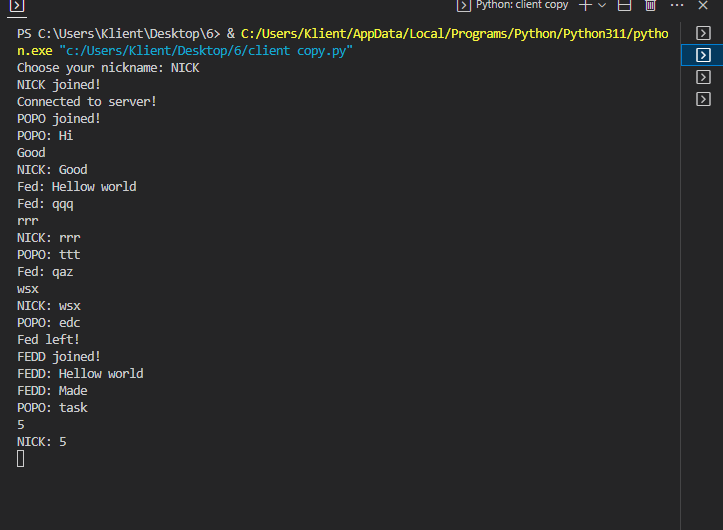 Python: client copy
PS C:\Users\Klient\Desktop\6> & C:/Users/Klient/AppData/Local/Programs/Python/Python311/pytho
n.exe "c:/Users/Klient/Desktop/6/client copy.py"
Choose your nickname: NICK
NICK joined!
Connected to server!
POPO joined!
POPO: Hi
Good
NICK: Good
Fed: Hellow world
Fed: qqq
rrr
NICK: rrr
POPO: ttt
Fed: qaz
wsx
NICK: wsx
POPO: edc
Fed left!
FEDD joined!
FEDD: Hellow world
FEDD: Made
POPO: task
5
NICK: 5